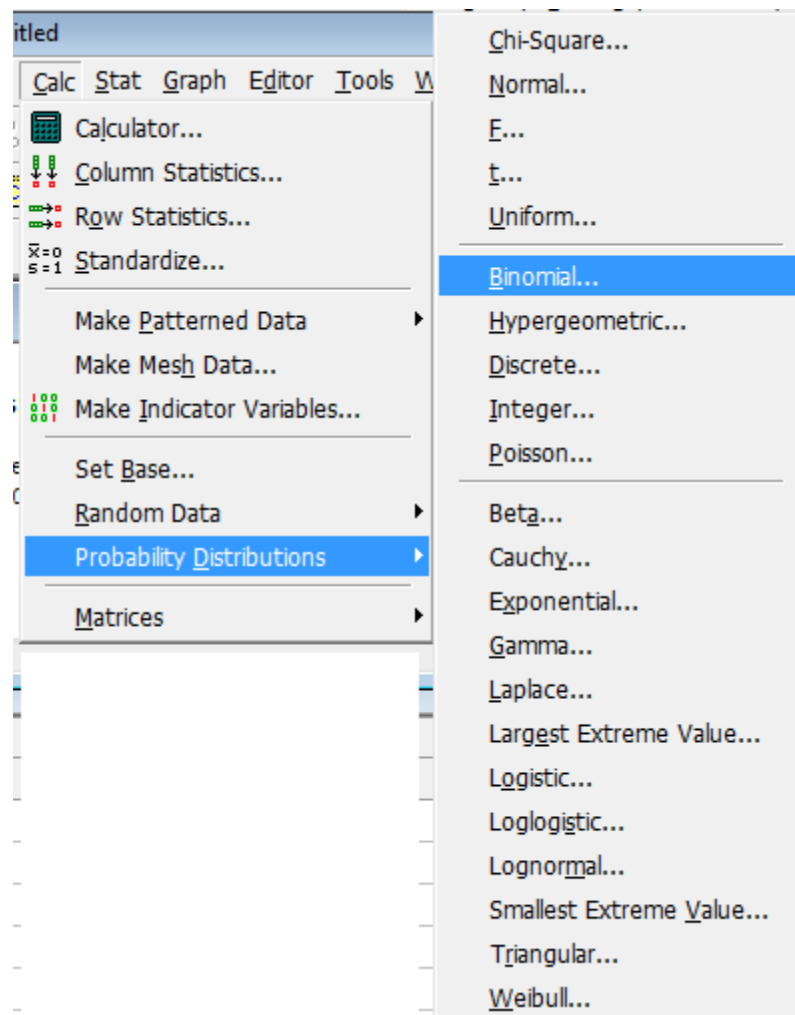 itled
Calc Stat Graph Editor Tools W
Calculator...
Column Statistics...
Row Statistics...
x̅=0
s=1 Standardize...
Make Patterned Data
Make Mesh Data...
Make Indicator Variables...
Set Base...
Random Data
Probability Distributions
Matrices
Chi-Square...
Normal...
F...
t...
Uniform...
Binomial...
Hypergeometric...
Discrete...
Integer...
Poisson...
Beta...
Cauchy...
Exponential...
Gamma...
Laplace...
Largest Extreme Value...
Logistic...
Loglogistic...
Lognormal...
Smallest Extreme Value...
Triangular...
Weibull...